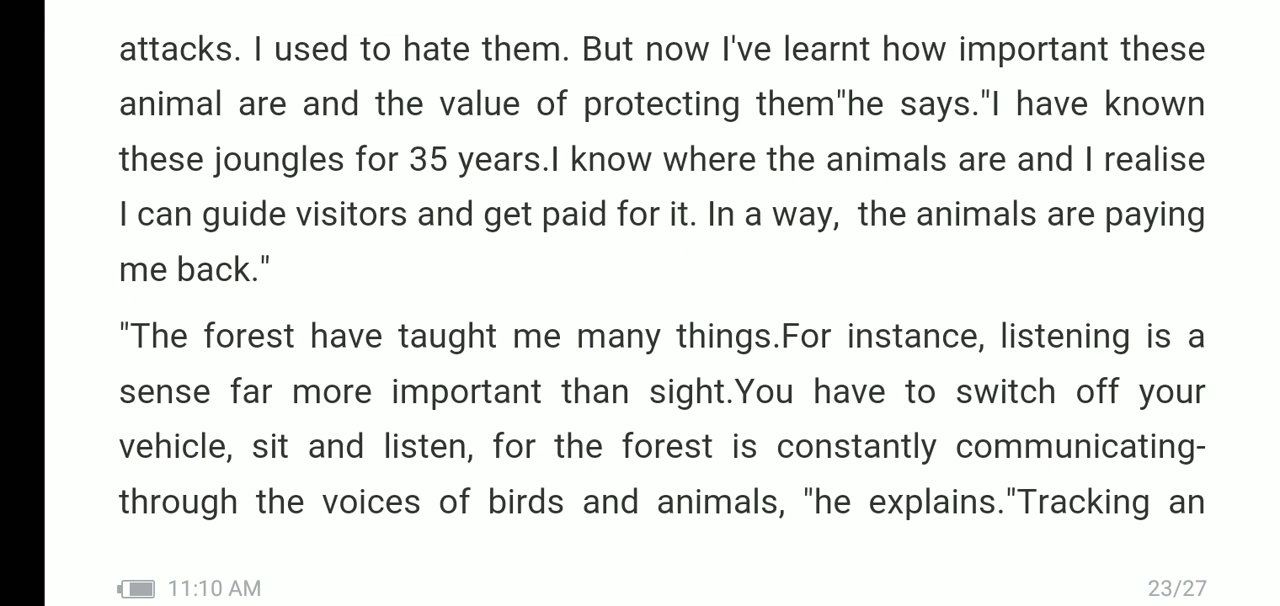 attacks. I used to hate them. But now I've learnt how important these
animal are and the value of protecting them"he says."I have known
these joungles for 35 years.I know where the animals are and I realise
I can guide visitors and get paid for it. In a way,  the animals are paying
me back."
"The forest have taught me many things.For instance, listening is a
sense far more important than sight.You have to switch off your
vehicle, sit and listen, for the forest is constantly communicating-
through the voices of birds and animals, "he explains."Tracking an
11:10 AM
23/27